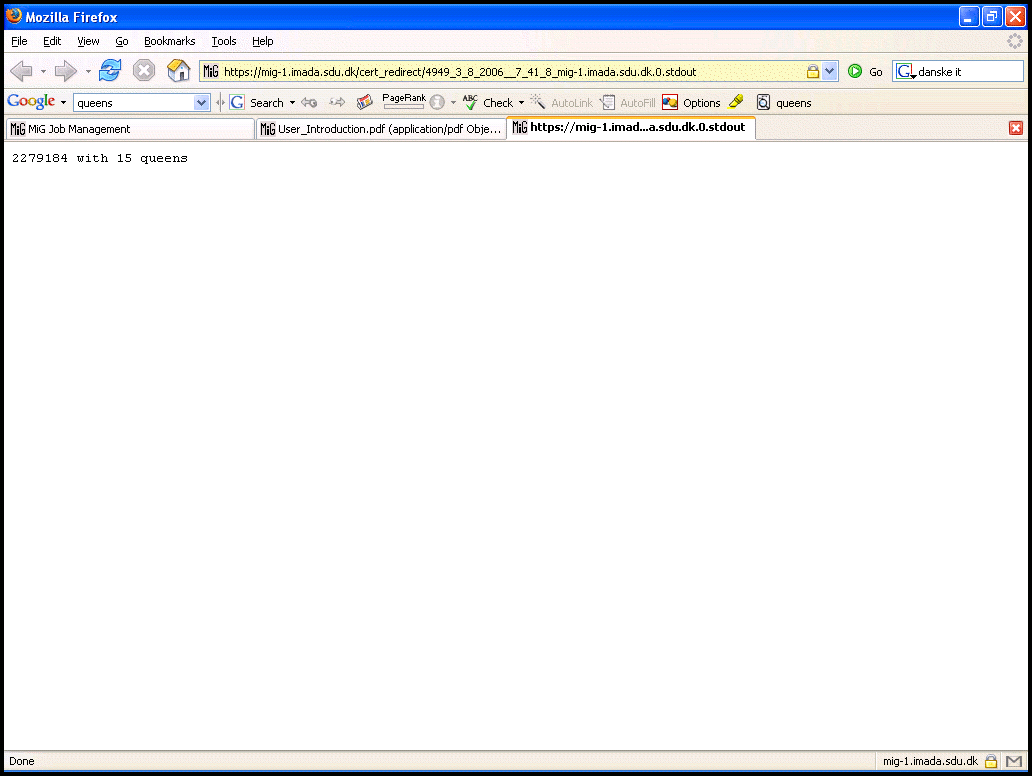 Mozilla Firefox
File Edit View Go Bookmarks Tools Help
MiG https://mig-1.imada.sdu.dk/cert_redirect/4949_3_8_2006__7_41_8_mig-1.imada.sdu.dk.0.stdout Go G danske it
Google queens G Search PageRank ABC Check AutoLink AutoFill Options queens
MiG MiG Job Management MiG User_Introduction.pdf (application/pdf Obje... MiG https://mig-1.imad...a.sdu.dk.0.stdout
2279184 with 15 queens
Done mig-1.imada.sdu.dk